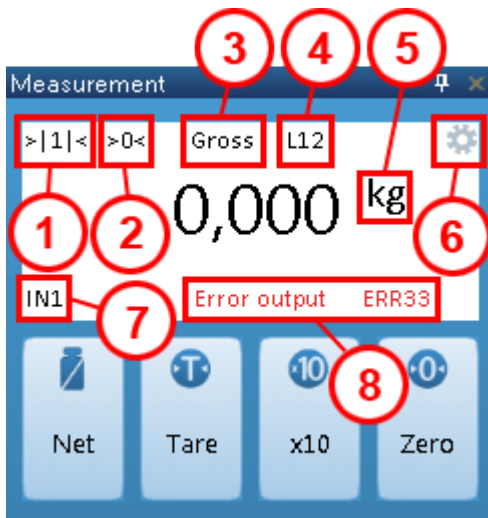 3 4 5
Measurement
>|1|< >0< Gross L12
0,000 kg
1 2 6
IN1 Error output ERR33
7 8
T 10 0
Net Tare x10 Zero